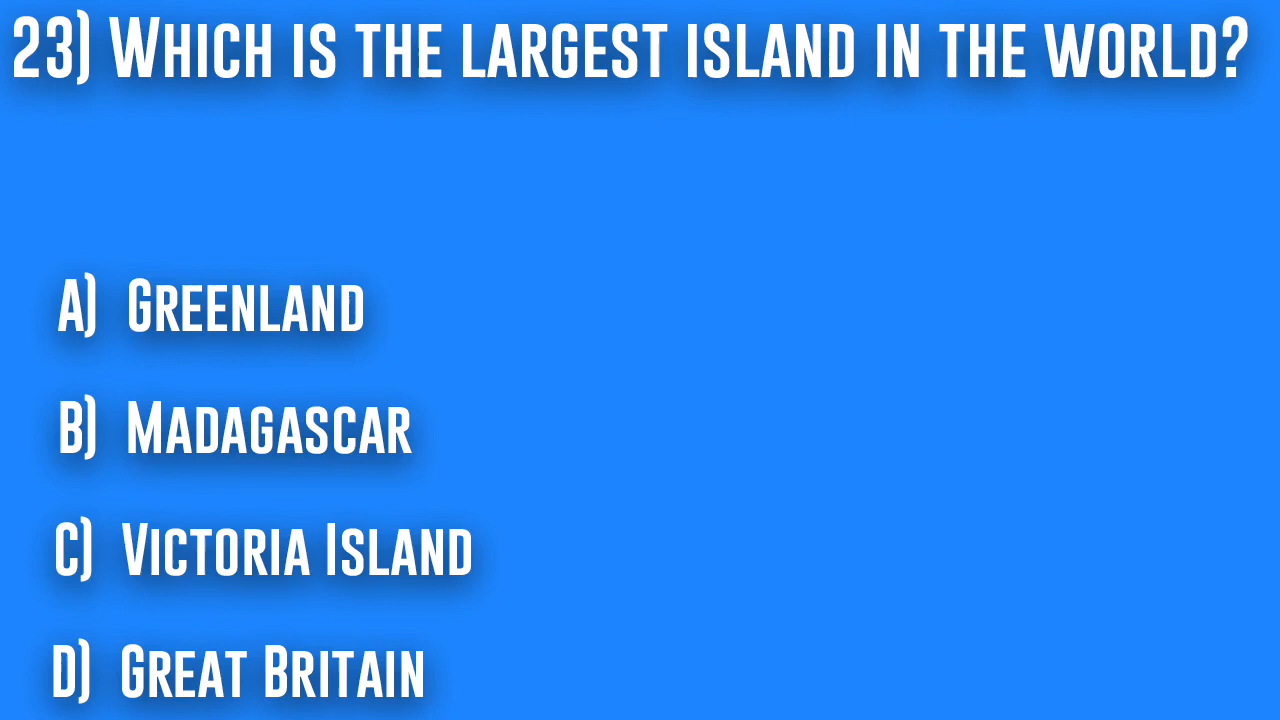 23) Which is the largest island in the world?
A) Greenland
B) Madagascar
C) Victoria Island
D) Great Britain